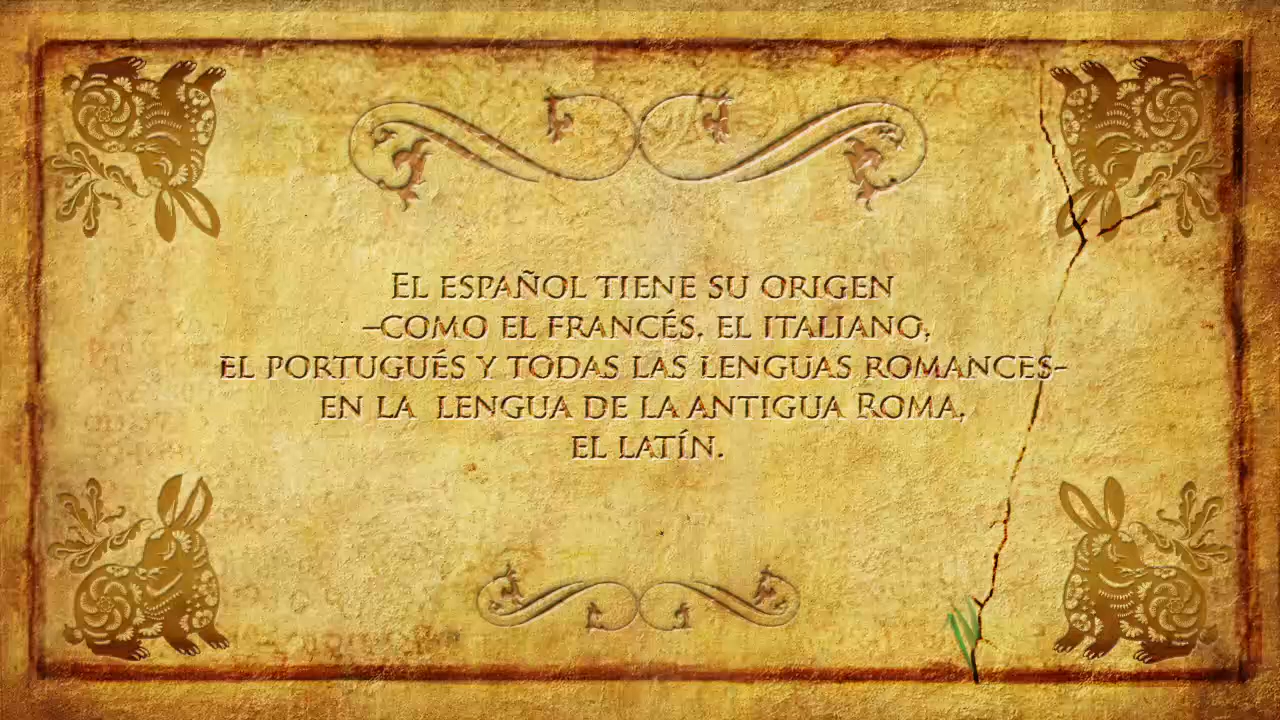 El español tiene su origen
–como el francés, el italiano,
el portugués y todas las lenguas romances-
en la lengua de la antigua Roma,
el latín.